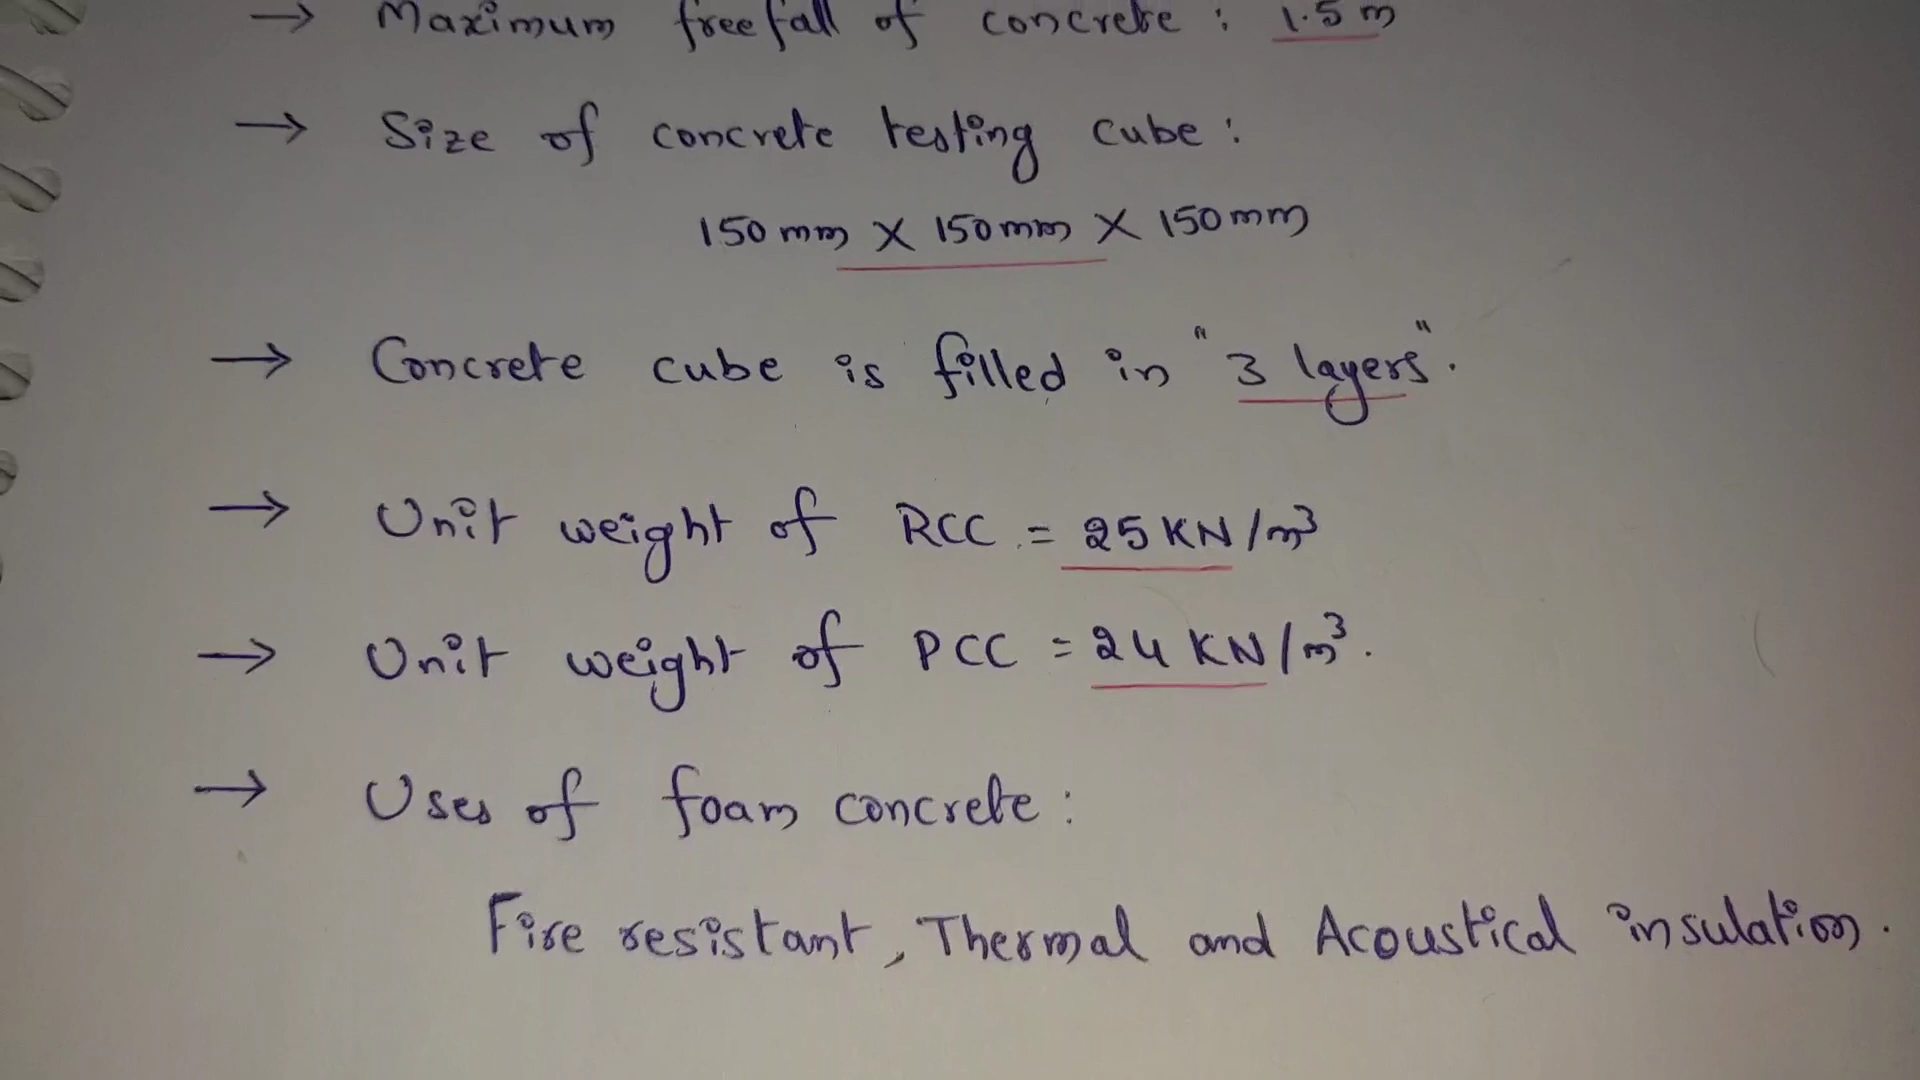 → Maximum free fall of concrete : 1.5 m
→ Size of concrete testing cube :
150 mm X 150 mm X 150 mm
→ Concrete cube is filled in "3 layers".
→ Unit weight of RCC = 25 KN/m³
→ Unit weight of PCC = 24 KN/m³.
→ Uses of foam concrete :
Fire resistant, Thermal and Acoustical insulation.